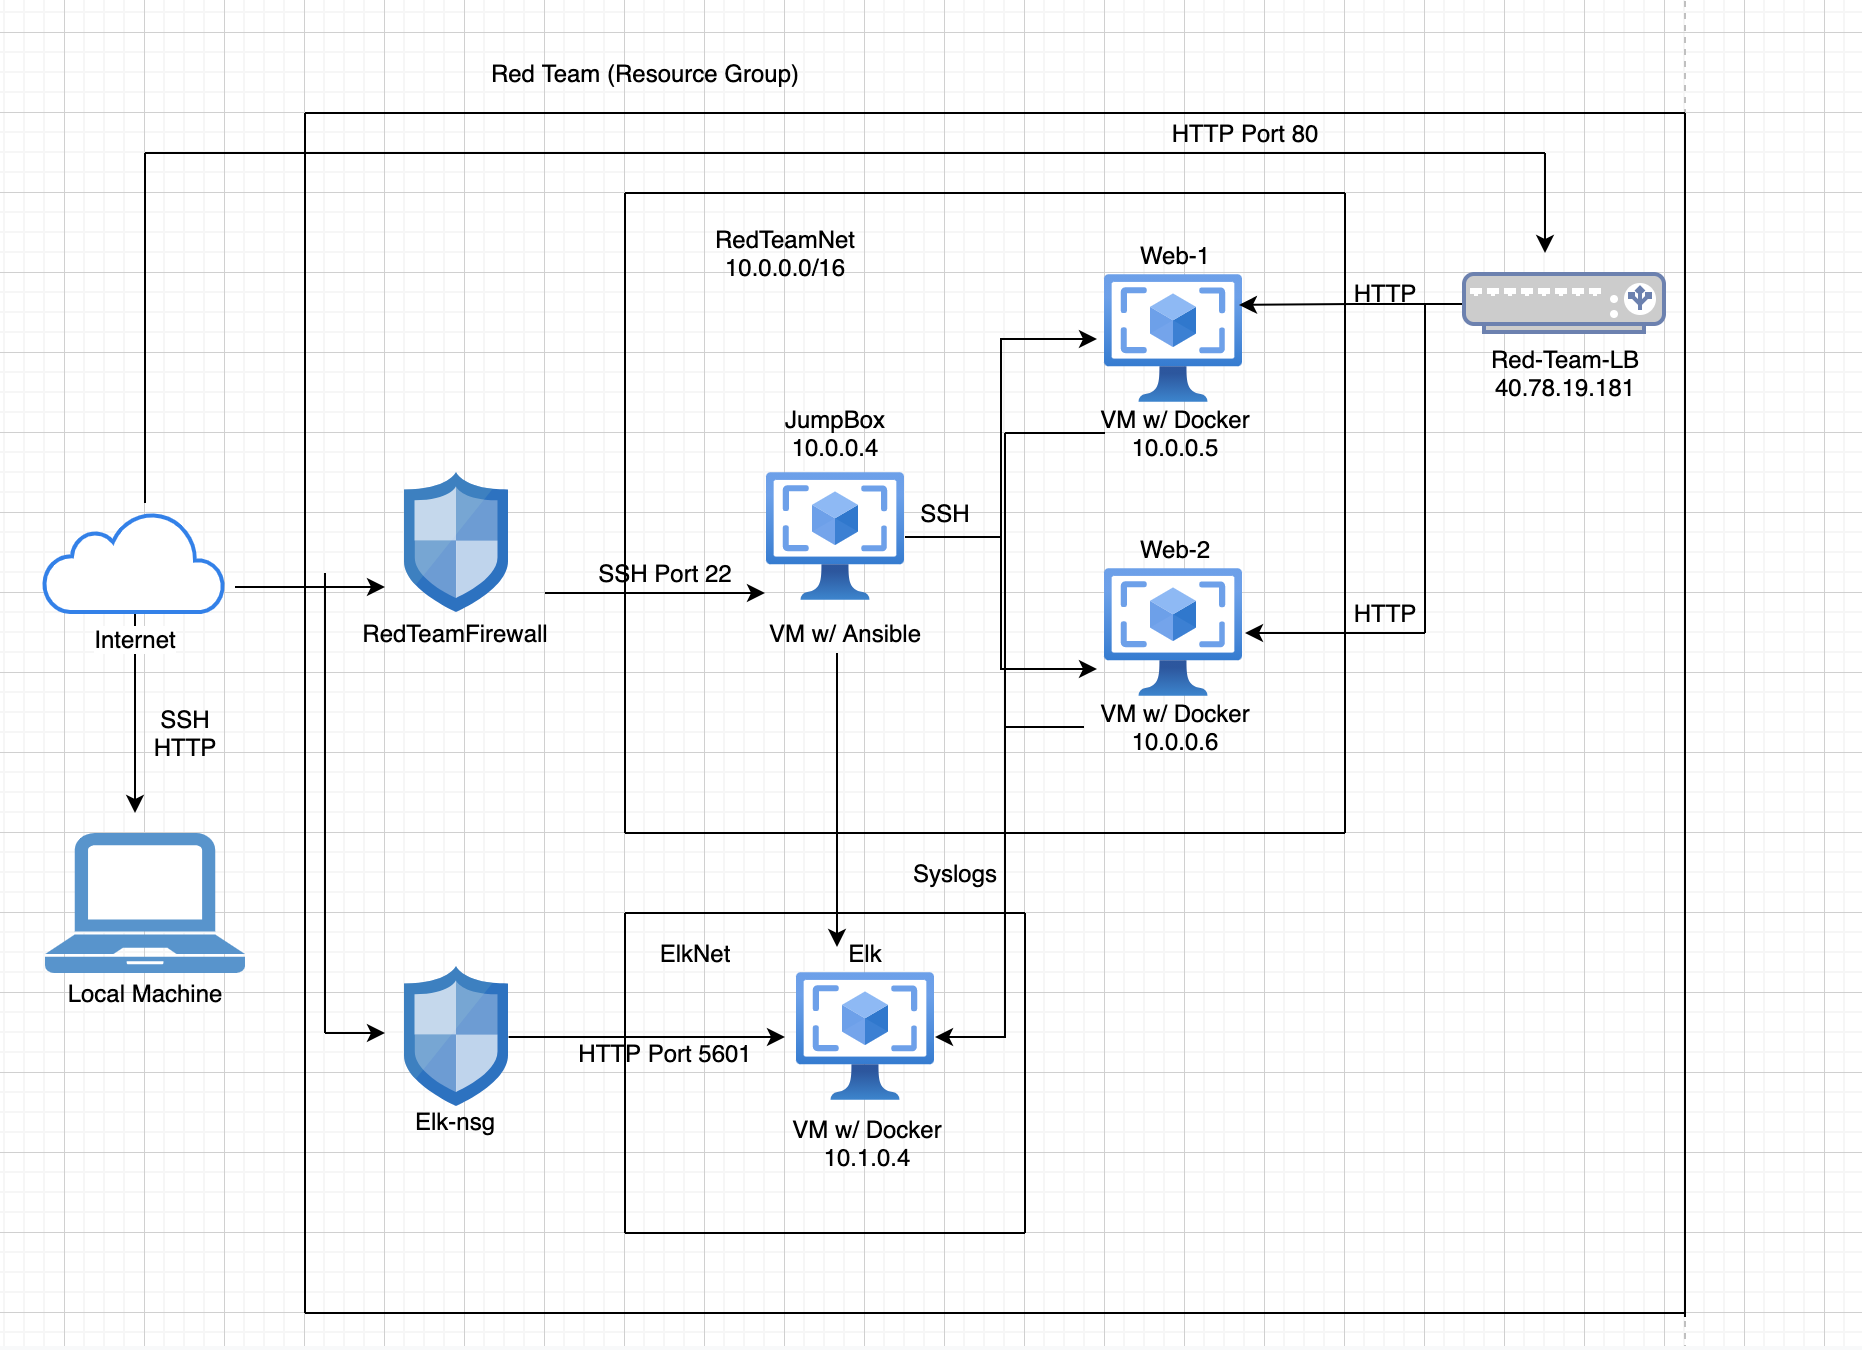 Red Team (Resource Group)
HTTP Port 80
RedTeamNet
10.0.0.0/16
Web-1
HTTP
Red-Team-LB
40.78.19.181
VM w/ Docker
10.0.0.5
JumpBox
10.0.0.4
SSH
SSH Port 22
VM w/ Ansible
Web-2
HTTP
VM w/ Docker
10.0.0.6
Internet
RedTeamFirewall
SSH
HTTP
Local Machine
Syslogs
ElkNet
Elk
HTTP Port 5601
Elk-nsg
VM w/ Docker
10.1.0.4